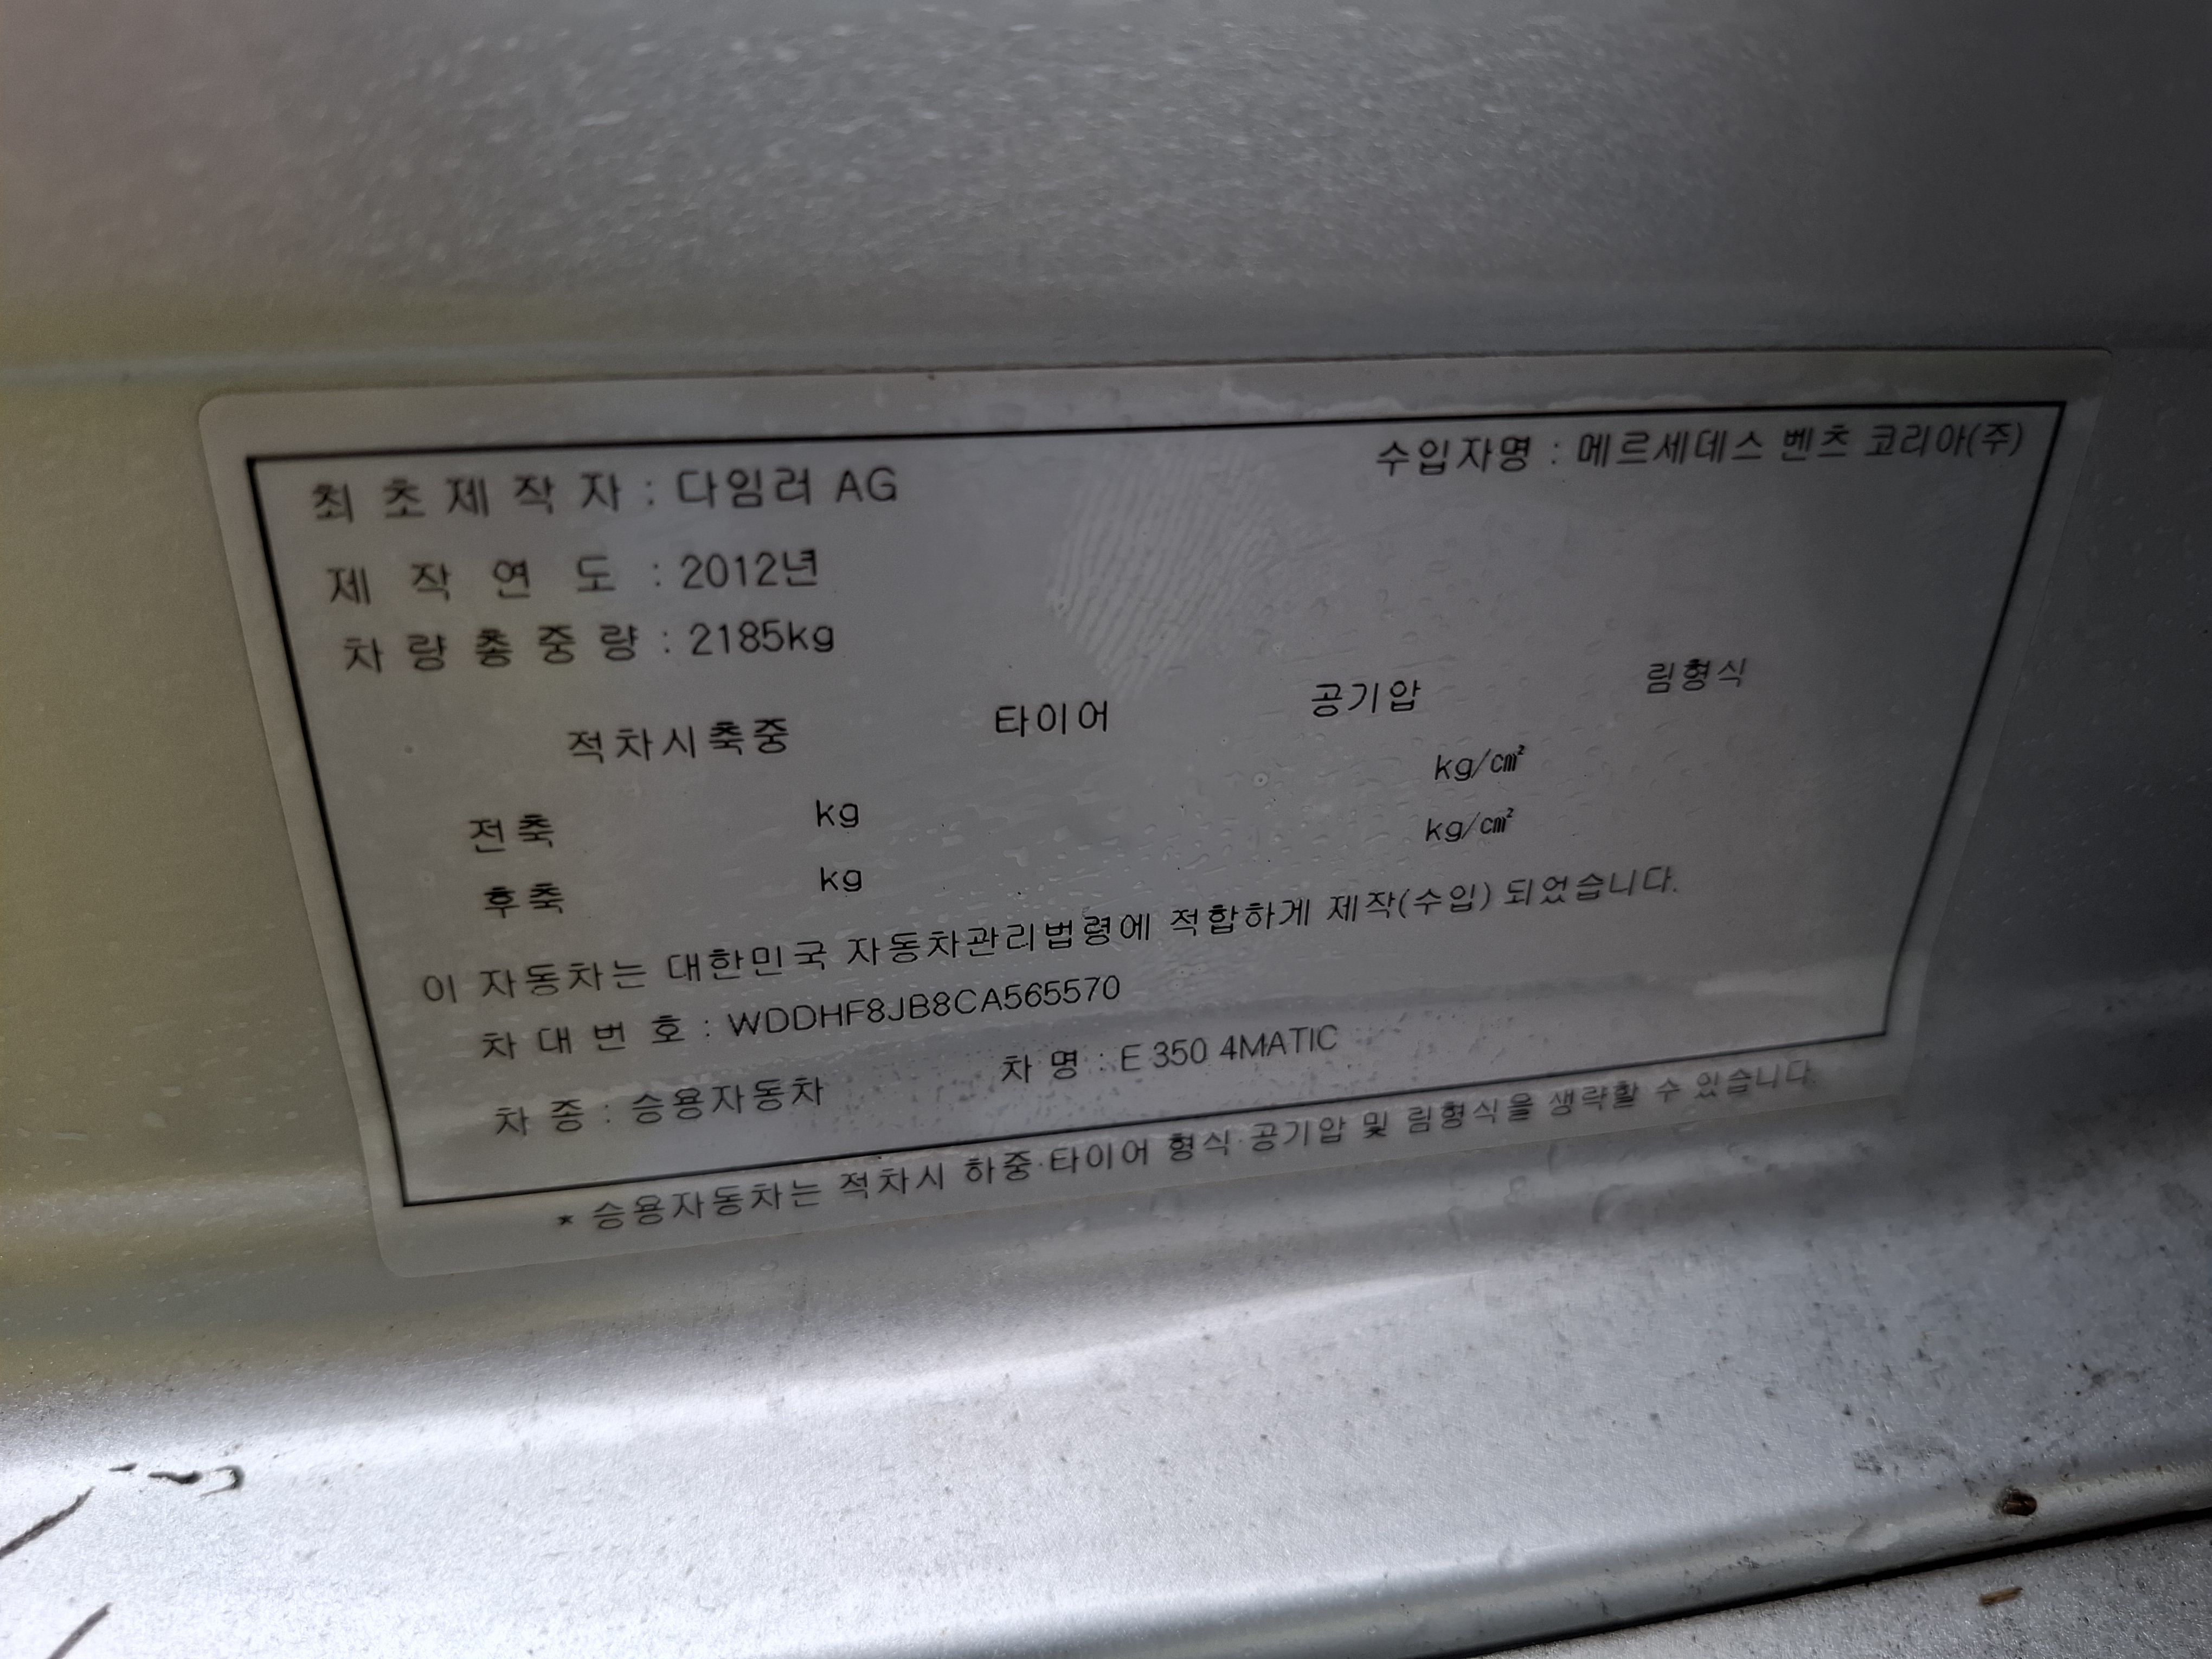 최초제작자 : 다임러 AG 수입자명 : 메르세데스 벤츠 코리아(주)
제작연도 : 2012년
차량총중량 : 2185kg
적차시축중 타이어 공기압 림형식
전축 kg kg/㎠
후축 kg kg/㎠
이 자동차는 대한민국 자동차관리법령에 적합하게 제작(수입) 되었습니다.
차대번호 : WDDHF8JB8CA565570
차종 : 승용자동차 차명 : E 350 4MATIC
* 승용자동차는 적차시 하중·타이어 형식·공기압 및 림형식을 생략할 수 있습니다.